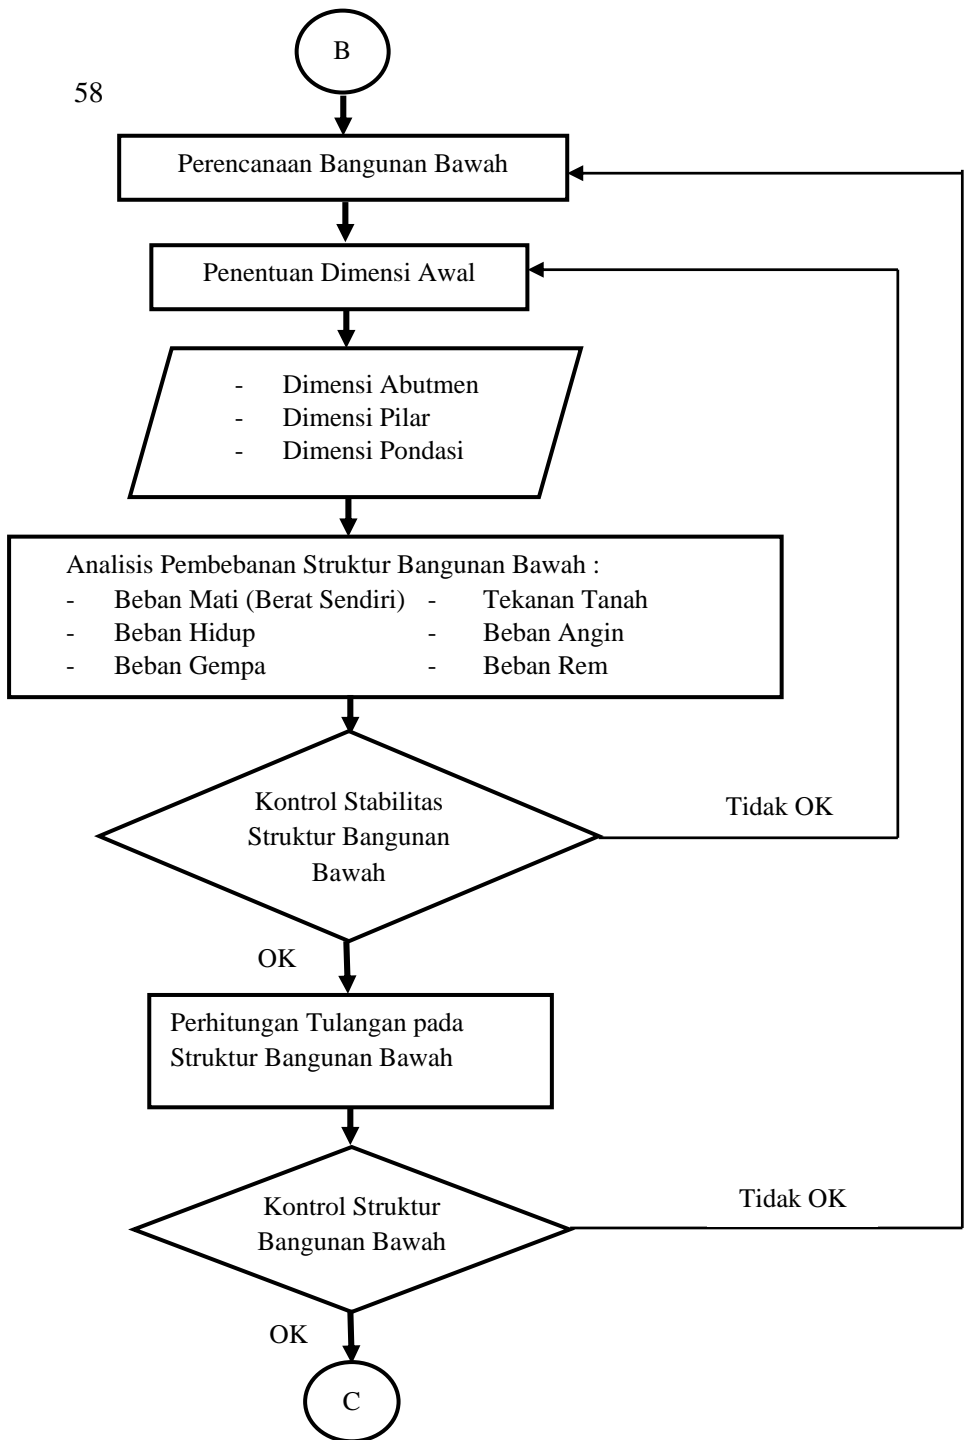 B
58
Perencanaan Bangunan Bawah
Penentuan Dimensi Awal
- Dimensi Abutmen
- Dimensi Pilar
- Dimensi Pondasi
Analisis Pembebanan Struktur Bangunan Bawah :
- Beban Mati (Berat Sendiri) - Tekanan Tanah
- Beban Hidup - Beban Angin
- Beban Gempa - Beban Rem
Kontrol Stabilitas
Struktur Bangunan
Bawah
Tidak OK
OK
Perhitungan Tulangan pada
Struktur Bangunan Bawah
Kontrol Struktur
Bangunan Bawah
Tidak OK
OK
C